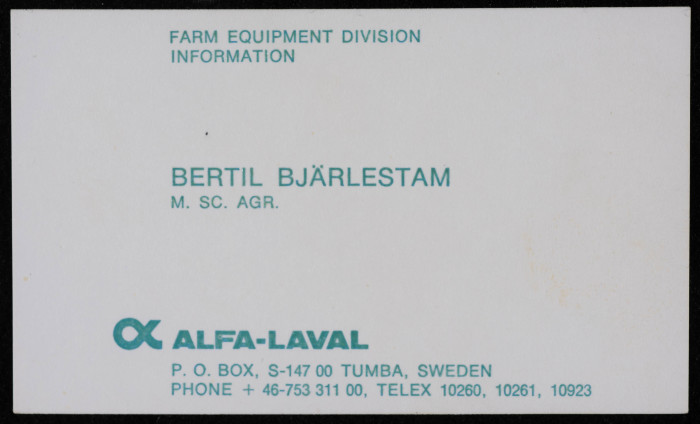 FARM EQUIPMENT DIVISION
INFORMATION
BERTIL BJÄRLESTAM
M. SC. AGR.
ALFA-LAVAL
P. O. BOX, S-147 00 TUMBA, SWEDEN
PHONE + 46-753 311 00, TELEX 10260, 10261, 10923